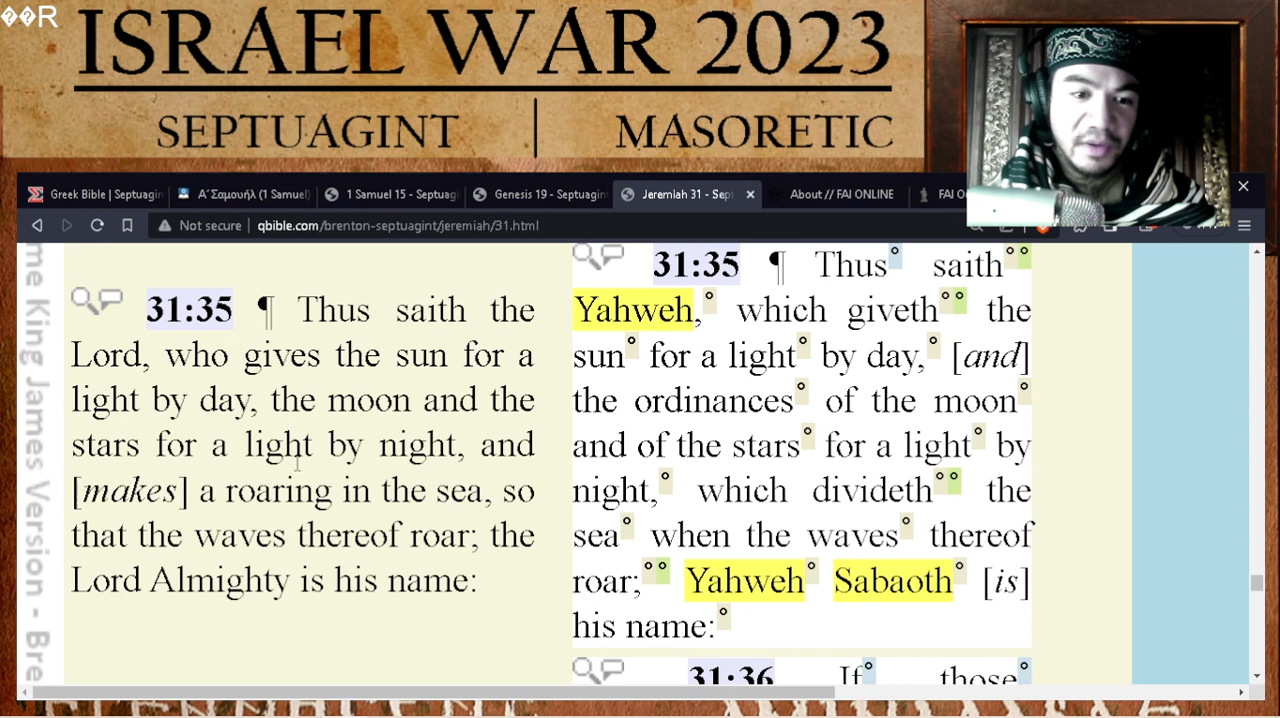 ��R
ISRAEL WAR 2023
SEPTUAGINT | MASORETIC
Greek Bible | Septuagin
Α΄Σαμουήλ (1 Samuel)
1 Samuel 15 - Septuag
Genesis 19 - Septuagin
Jeremiah 31 - Sept
About // FAI ONLINE
FAI O
Not secure | qbible.com/brenton-septuagint/jeremiah/31.html
me King James Version - Bre
31:35 ¶ Thus saith the
Lord, who gives the sun for a
light by day, the moon and the
stars for a light by night, and
[makes] a roaring in the sea, so
that the waves thereof roar; the
Lord Almighty is his name:
31:35 ¶ Thus° saith°°
Yahweh,° which giveth°° the
sun° for a light° by day,° [and]
the ordinances° of the moon°
and of the stars° for a light° by
night,° which divideth°° the
sea° when the waves° thereof
roar;°° Yahweh° Sabaoth° [is]
his name:°
31:36 If° those°